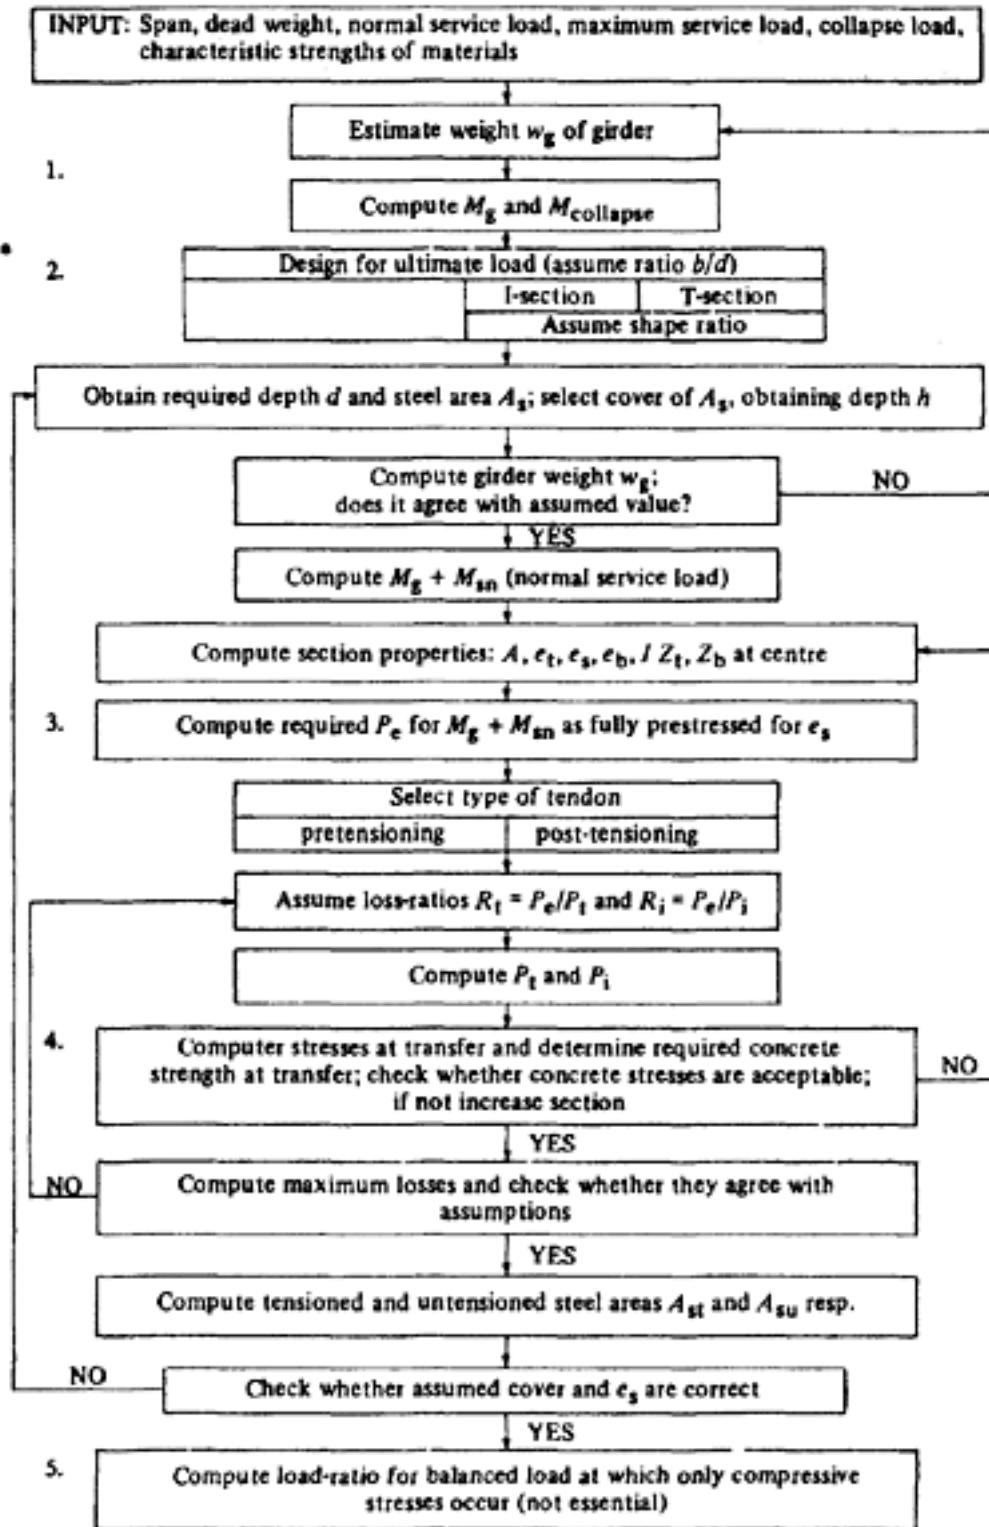 INPUT: Span, dead weight, normal service load, maximum service load, collapse load,
characteristic strengths of materials
Estimate weight w_g of girder
1.
Compute M_g and M_collapse
2.
Design for ultimate load (assume ratio b/d)
I-section T-section
Assume shape ratio
Obtain required depth d and steel area A_s; select cover of A_s, obtaining depth h
Compute girder weight w_g;
does it agree with assumed value?
NO
YES
Compute M_g + M_sn (normal service load)
Compute section properties: A, e_t, e_s, e_b, I Z_t, Z_b at centre
3.
Compute required P_e for M_g + M_sn as fully prestressed for e_s
Select type of tendon
pretensioning post-tensioning
Assume loss-ratios R_t = P_e/P_t and R_i = P_e/P_i
Compute P_t and P_i
4.
Computer stresses at transfer and determine required concrete
strength at transfer; check whether concrete stresses are acceptable;
if not increase section
NO
YES
NO
Compute maximum losses and check whether they agree with
assumptions
YES
Compute tensioned and untensioned steel areas A_st and A_su resp.
NO
Check whether assumed cover and e_s are correct
YES
5.
Compute load-ratio for balanced load at which only compressive
stresses occur (not essential)